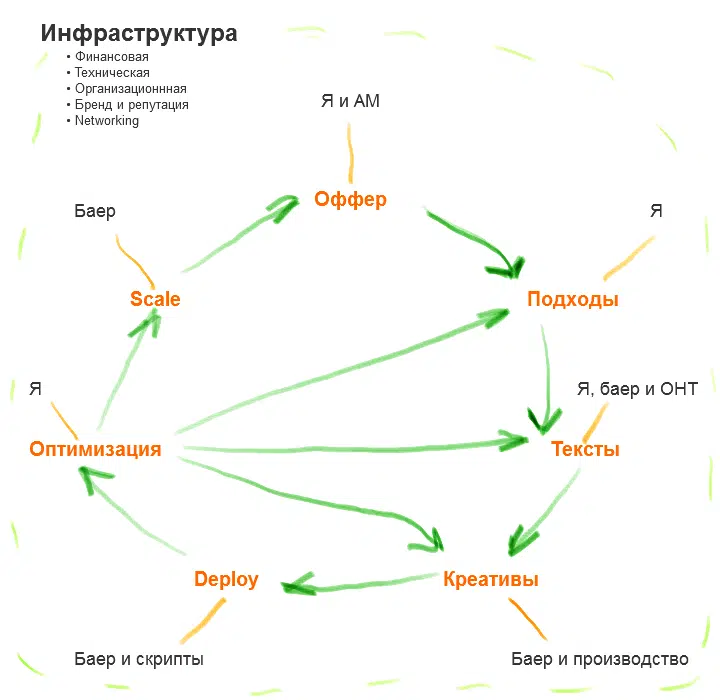 Инфраструктура
• Финансовая
• Техническая
• Организационнная
• Бренд и репутация
• Networking
Я и АМ
Оффер
Баер
Я
Scale
Подходы
Я
Я, баер и ОНТ
Оптимизация
Тексты
Deploy
Креативы
Баер и скрипты
Баер и производство